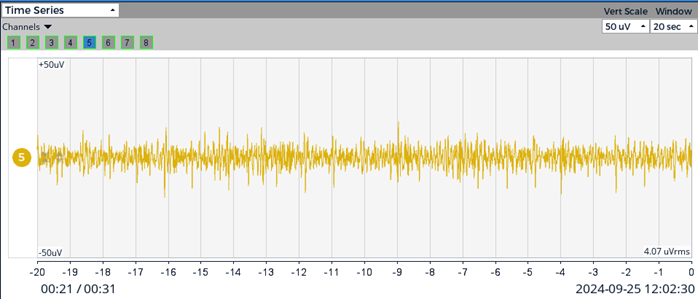 Time Series
Vert Scale Window
Channels
50 uV 20 sec
1 2 3 4 5 6 7 8
+50uV
5
-50uV
4.07 uVrms
-20 -19 -18 -17 -16 -15 -14 -13 -12 -11 -10 -9 -8 -7 -6 -5 -4 -3 -2 -1 0
00:21 / 00:31
2024-09-25 12:02:30